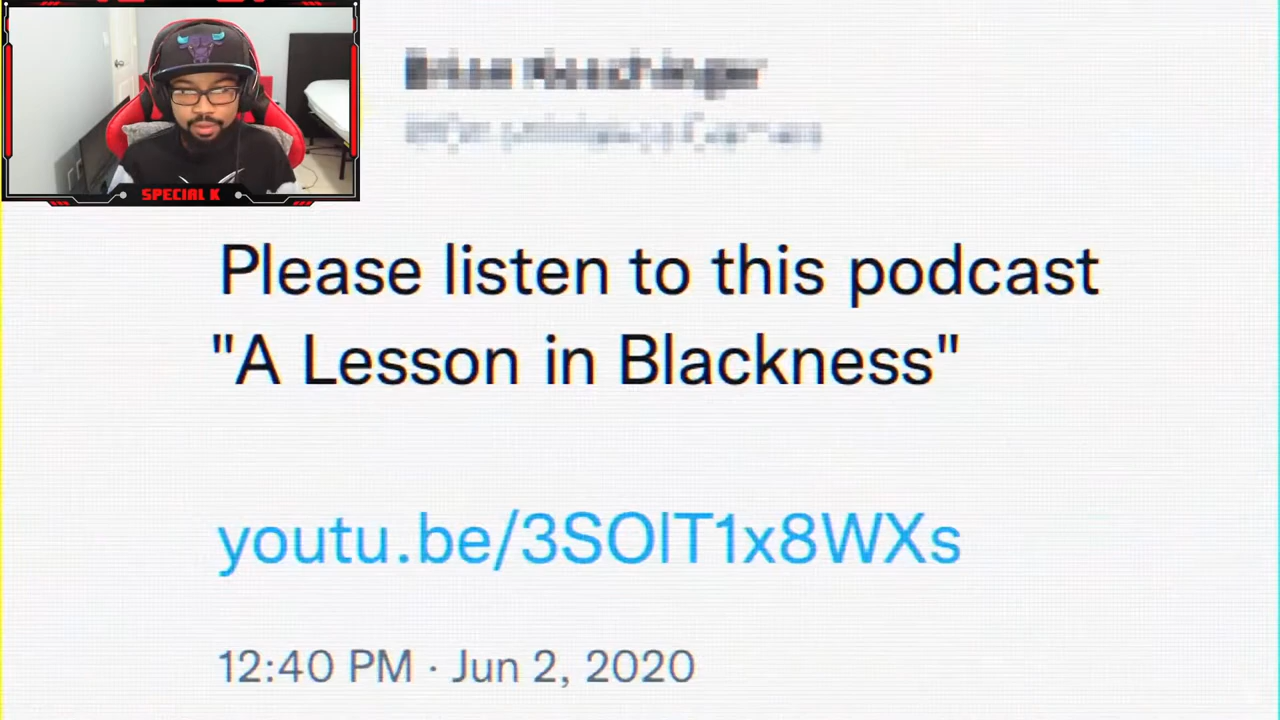 SPECIAL K
Please listen to this podcast
"A Lesson in Blackness"
youtu.be/3SOlT1x8WXs
12:40 PM · Jun 2, 2020